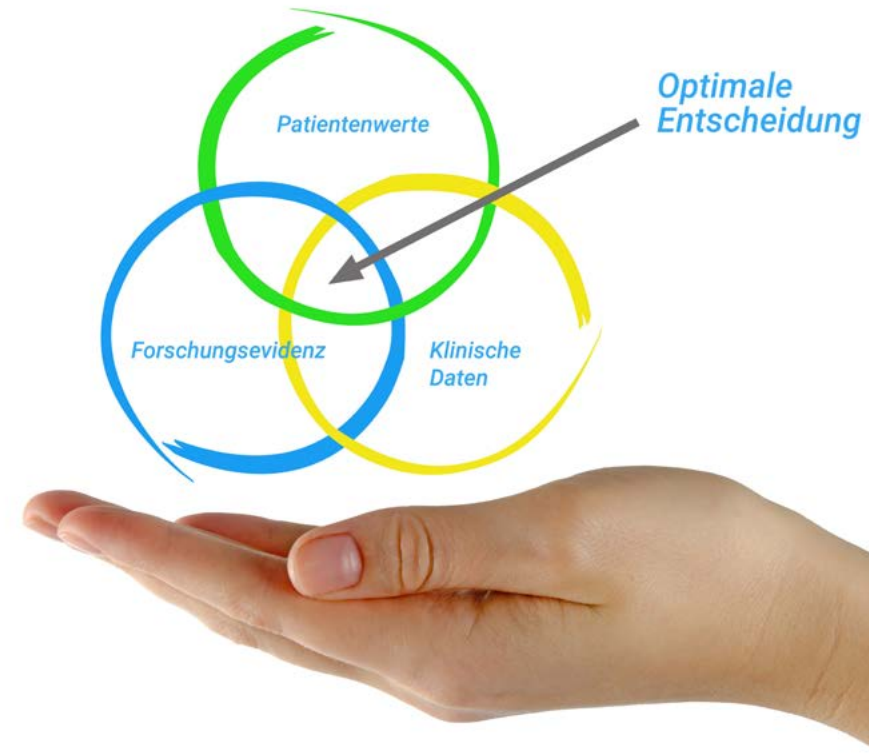 Patientenwerte
Optimale
Entscheidung
Forschungsevidenz
Klinische
Daten